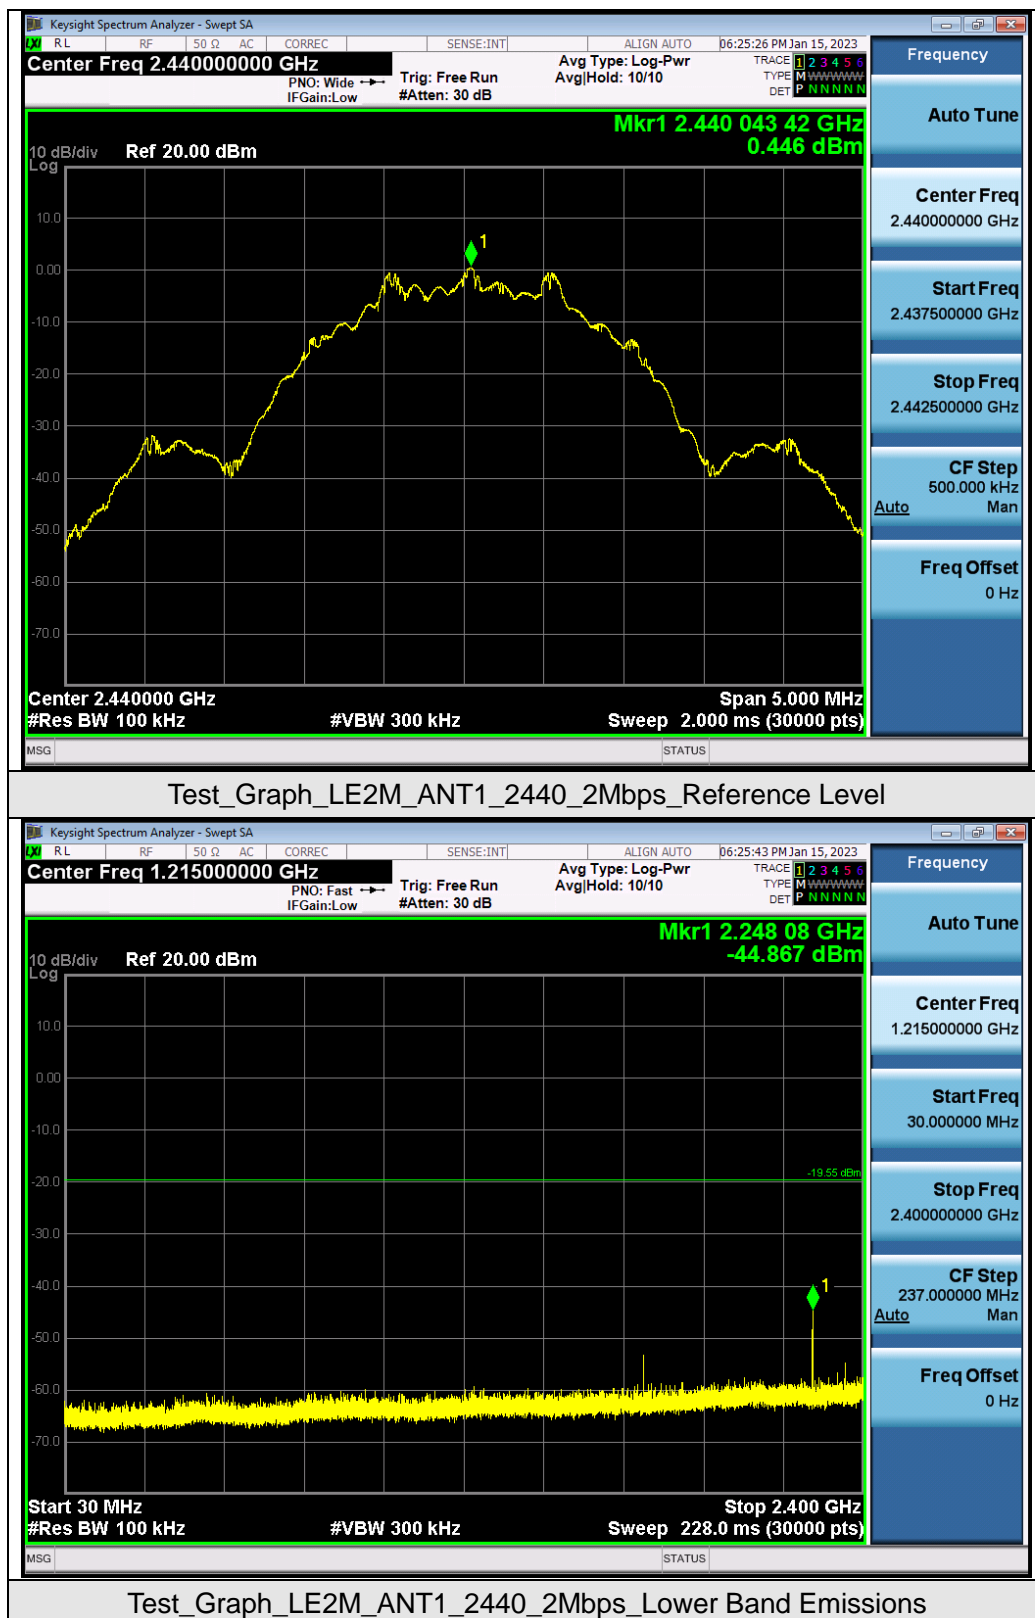 Keysight Spectrum Analyzer - Swept SA
LXI RL RF 50 Ω AC CORREC SENSE:INT ALIGN AUTO 06:25:26 PM Jan 15, 2023
Center Freq 2.440000000 GHz
PNO: Wide
IFGain:Low
Trig: Free Run
#Atten: 30 dB
Avg Type: Log-Pwr
Avg|Hold: 10/10
TRACE 1 2 3 4 5 6
TYPE M W W W W W
DET P N N N N N
Mkr1 2.440 043 42 GHz
0.446 dBm
10 dB/div Ref 20.00 dBm
Log
10.0
1
0.00
-10.0
-20.0
-30.0
-40.0
-50.0
-60.0
-70.0
Center 2.440000 GHz Span 5.000 MHz
#Res BW 100 kHz #VBW 300 kHz Sweep 2.000 ms (30000 pts)
MSG STATUS
Frequency
Auto Tune
Center Freq
2.440000000 GHz
Start Freq
2.437500000 GHz
Stop Freq
2.442500000 GHz
CF Step
500.000 kHz
Auto Man
Freq Offset
0 Hz
Test_Graph_LE2M_ANT1_2440_2Mbps_Reference Level
Keysight Spectrum Analyzer - Swept SA
LXI RL RF 50 Ω AC CORREC SENSE:INT ALIGN AUTO 06:25:43 PM Jan 15, 2023
Center Freq 1.215000000 GHz
PNO: Fast
IFGain:Low
Trig: Free Run
#Atten: 30 dB
Avg Type: Log-Pwr
Avg|Hold: 10/10
TRACE 1 2 3 4 5 6
TYPE M W W W W W
DET P N N N N N
Mkr1 2.248 08 GHz
-44.867 dBm
10 dB/div Ref 20.00 dBm
Log
10.0
0.00
-10.0
-19.55 dBm
-20.0
-30.0
-40.0
1
-50.0
-60.0
-70.0
Start 30 MHz Stop 2.400 GHz
#Res BW 100 kHz #VBW 300 kHz Sweep 228.0 ms (30000 pts)
MSG STATUS
Frequency
Auto Tune
Center Freq
1.215000000 GHz
Start Freq
30.000000 MHz
Stop Freq
2.400000000 GHz
CF Step
237.000000 MHz
Auto Man
Freq Offset
0 Hz
Test_Graph_LE2M_ANT1_2440_2Mbps_Lower Band Emissions